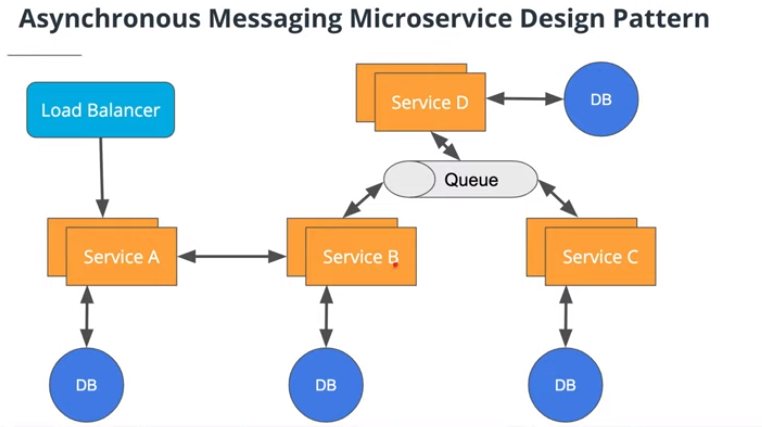 Asynchronous Messaging Microservice Design Pattern
Load Balancer
Service D
DB
Queue
Service A
Service B
Service C
DB
DB
DB